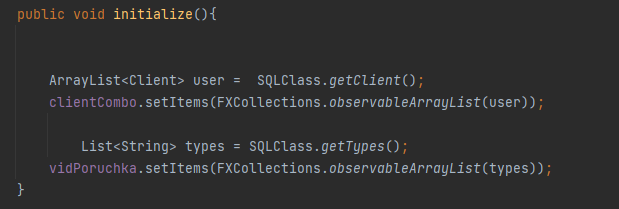 public void initialize(){
ArrayList<Client> user =  SQLClass.getClient();
clientCombo.setItems(FXCollections.observableArrayList(user));
List<String> types = SQLClass.getTypes();
vidPoruchka.setItems(FXCollections.observableArrayList(types));
}